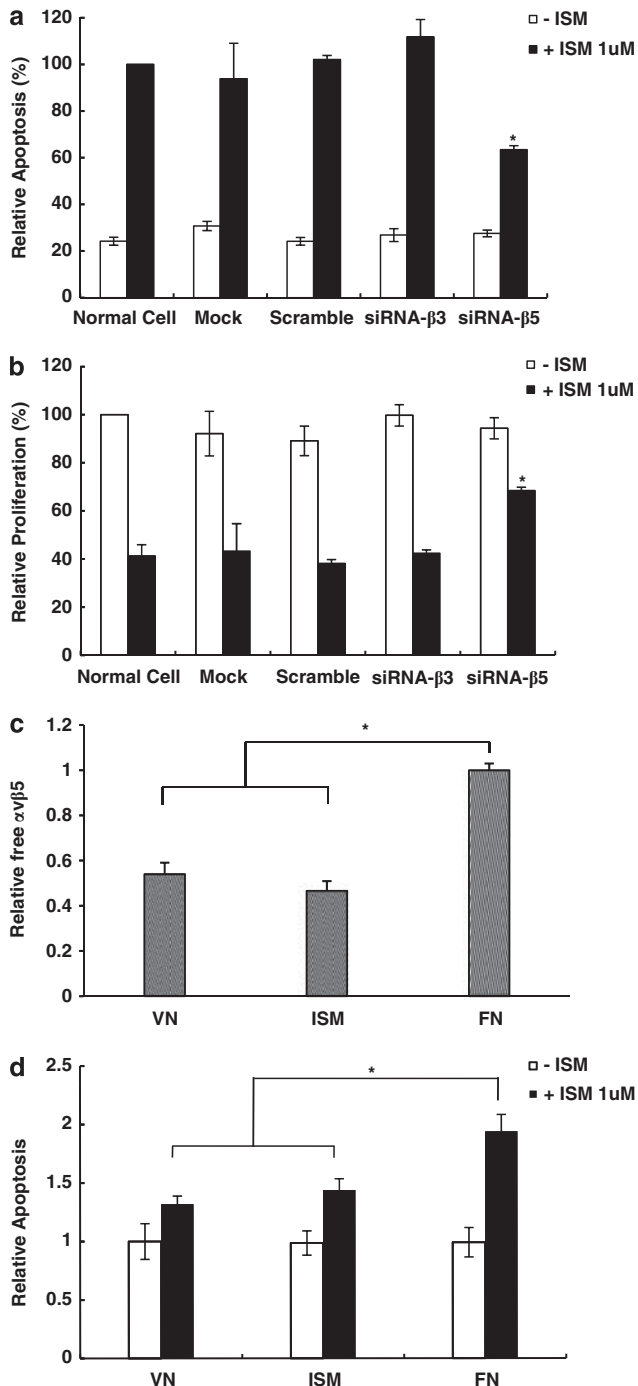 a
- ISM
+ ISM 1uM
Relative Apoptosis (%)
120
100
80
60
40
20
0
*
Normal Cell Mock Scramble siRNA-β3 siRNA-β5
b
- ISM
+ ISM 1uM
Relative Proliferation (%)
120
100
80
60
40
20
0
*
Normal Cell Mock Scramble siRNA-β3 siRNA-β5
c
Relative free αvβ5
1.2
1
0.8
0.6
0.4
0.2
0
*
VN ISM FN
d
- ISM
+ ISM 1uM
Relative Apoptosis
2.5
2
1.5
1
0.5
0
*
VN ISM FN